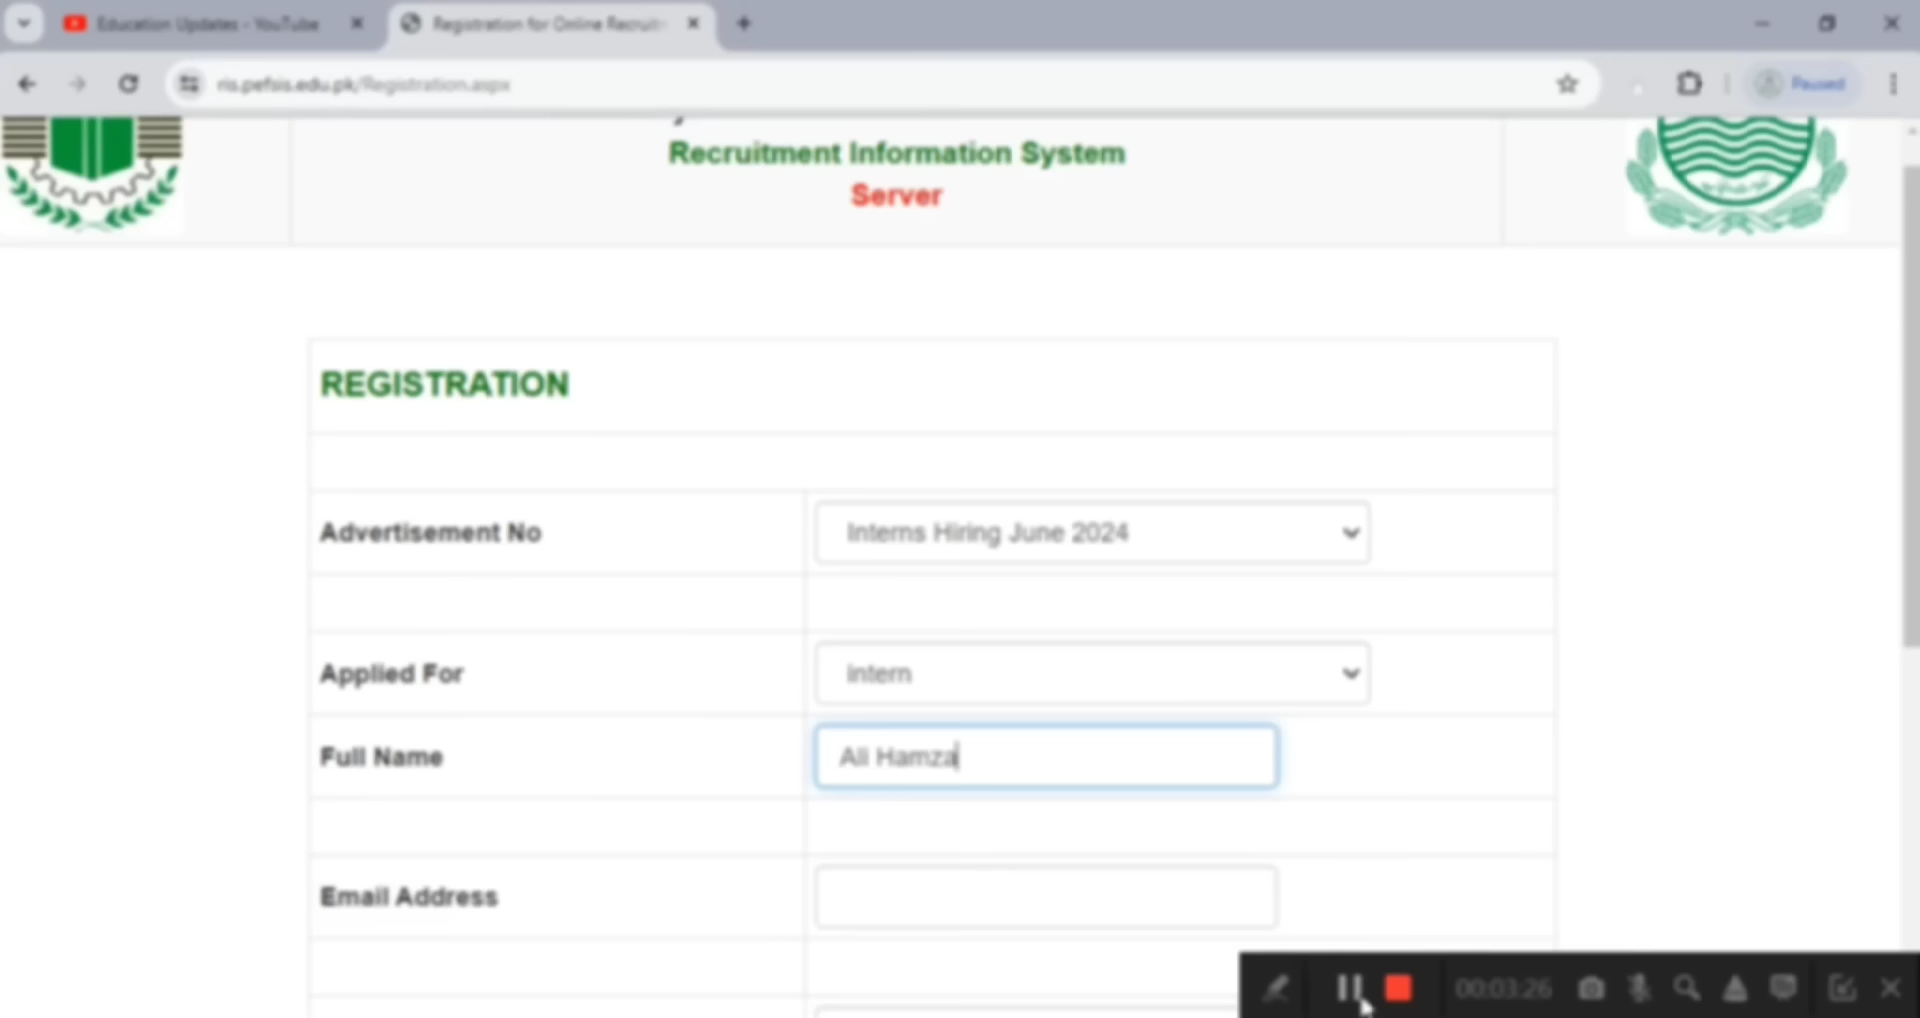 Education Updates - YouTube
Registration for Online Recruit
ris.pefsis.edu.pk/Registration.aspx
Paused
Recruitment Information System
Server
REGISTRATION
Advertisement No
Interns Hiring June 2024
Applied For
intern
Full Name
Ali Hamza
Email Address
00:03:26